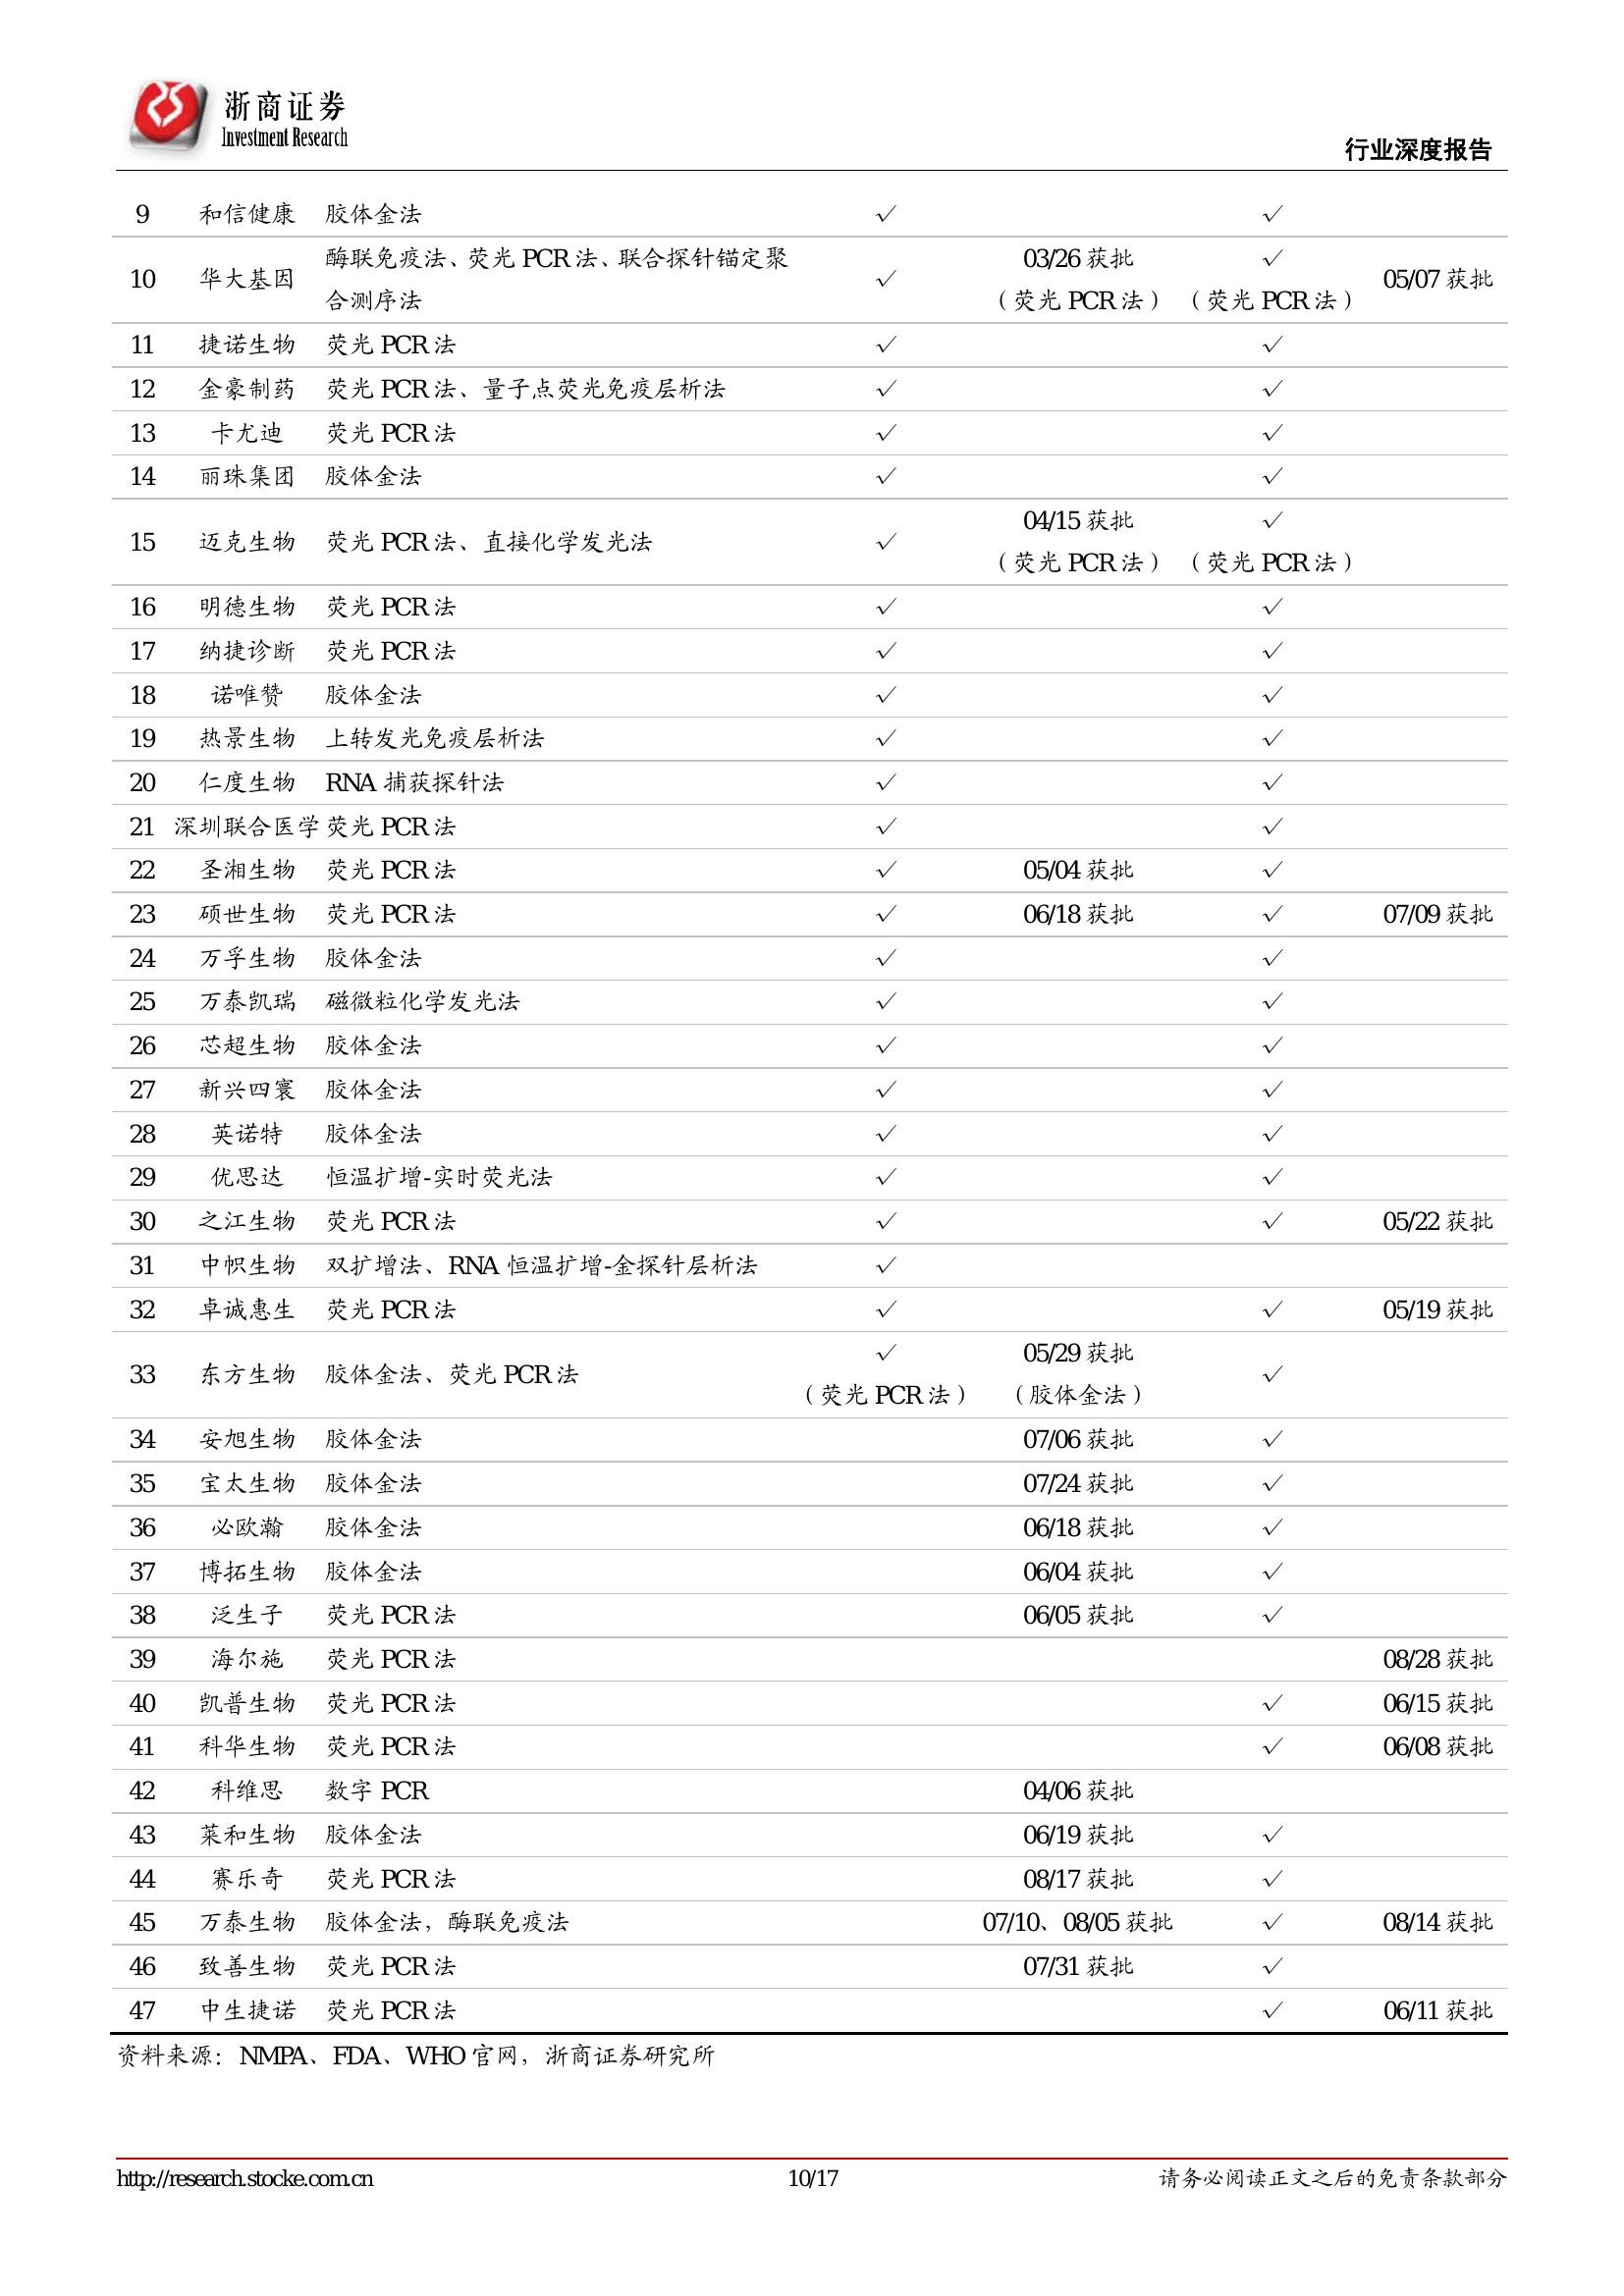 浙商证券
Investment Research
行业深度报告
9 和信健康 胶体金法 √ √
10 华大基因 酶联免疫法、荧光 PCR 法、联合探针锚定聚合测序法 √ 03/26 获批（荧光 PCR 法） √（荧光 PCR 法） 05/07 获批
11 捷诺生物 荧光 PCR 法 √ √
12 金豪制药 荧光 PCR 法、量子点荧光免疫层析法 √ √
13 卡尤迪 荧光 PCR 法 √ √
14 丽珠集团 胶体金法 √ √
15 迈克生物 荧光 PCR 法、直接化学发光法 √ 04/15 获批（荧光 PCR 法） √（荧光 PCR 法）
16 明德生物 荧光 PCR 法 √ √
17 纳捷诊断 荧光 PCR 法 √ √
18 诺唯赞 胶体金法 √ √
19 热景生物 上转发光免疫层析法 √ √
20 仁度生物 RNA 捕获探针法 √ √
21 深圳联合医学 荧光 PCR 法 √ √
22 圣湘生物 荧光 PCR 法 √ 05/04 获批 √
23 硕世生物 荧光 PCR 法 √ 06/18 获批 √ 07/09 获批
24 万孚生物 胶体金法 √ √
25 万泰凯瑞 磁微粒化学发光法 √ √
26 芯超生物 胶体金法 √ √
27 新兴四寰 胶体金法 √ √
28 英诺特 胶体金法 √ √
29 优思达 恒温扩增-实时荧光法 √ √
30 之江生物 荧光 PCR 法 √ √ 05/22 获批
31 中帜生物 双扩增法、RNA 恒温扩增-金探针层析法 √
32 卓诚惠生 荧光 PCR 法 √ √ 05/19 获批
33 东方生物 胶体金法、荧光 PCR 法 √（荧光 PCR 法） 05/29 获批（胶体金法） √
34 安旭生物 胶体金法 07/06 获批 √
35 宝太生物 胶体金法 07/24 获批 √
36 必欧瀚 胶体金法 06/18 获批 √
37 博拓生物 胶体金法 06/04 获批 √
38 泛生子 荧光 PCR 法 06/05 获批 √
39 海尔施 荧光 PCR 法 08/28 获批
40 凯普生物 荧光 PCR 法 √ 06/15 获批
41 科华生物 荧光 PCR 法 √ 06/08 获批
42 科维思 数字 PCR 04/06 获批
43 莱和生物 胶体金法 06/19 获批 √
44 赛乐奇 荧光 PCR 法 08/17 获批 √
45 万泰生物 胶体金法，酶联免疫法 07/10、08/05 获批 √ 08/14 获批
46 致善生物 荧光 PCR 法 07/31 获批 √
47 中生捷诺 荧光 PCR 法 √ 06/11 获批
资料来源：NMPA、FDA、WHO 官网，浙商证券研究所
http://research.stocke.com.cn 10/17 请务必阅读正文之后的免责条款部分